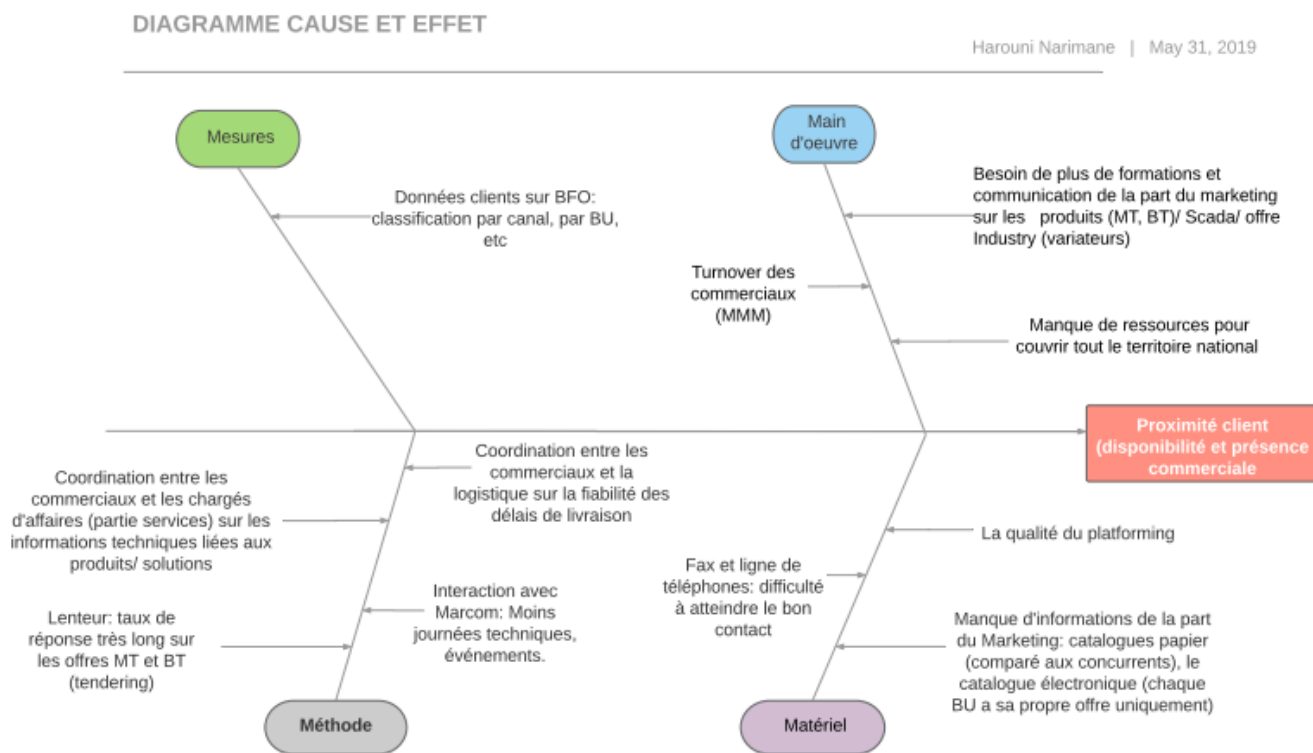 DIAGRAMME CAUSE ET EFFET
Harouni Narimane | May 31, 2019
Mesures
Main
d'oeuvre
Données clients sur BFO:
classification par canal, par BU,
etc
Besoin de plus de formations et
communication de la part du marketing
sur les produits (MT, BT)/ Scada/ offre
Industry (variateurs)
Turnover des
commerciaux
(MMM)
Manque de ressources pour
couvrir tout le territoire national
Proximité client
(disponibilité et présence
commerciale
Coordination entre les
commerciaux et la
logistique sur la fiabilité des
délais de livraison
Coordination entre les
commerciaux et les chargés
d'affaires (partie services) sur les
informations techniques liées aux
produits/ solutions
La qualité du platforming
Fax et ligne de
téléphones: difficulté
à atteindre le bon
contact
Interaction avec
Marcom: Moins
journées techniques,
événements.
Lenteur: taux de
réponse très long sur
les offres MT et BT
(tendering)
Manque d'informations de la part
du Marketing: catalogues papier
(comparé aux concurrents), le
catalogue électronique (chaque
BU a sa propre offre uniquement)
Méthode
Matériel